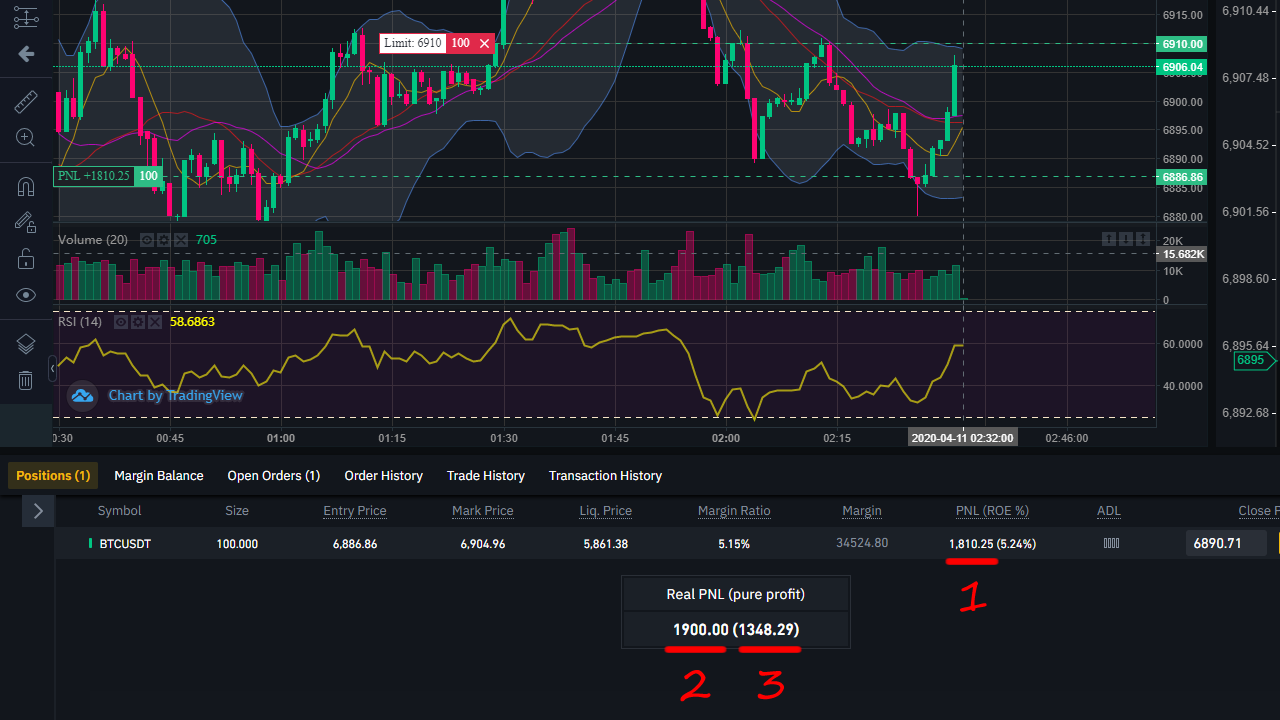 6915.00
6,910.44
Limit: 6910 100
6910.00
6906.04
6,907.48
6900.00
6895.00
6,904.52
6890.00
PNL +1810.25 100
6886.86
6885.00
6,901.56
6880.00
Volume (20) 705
20K
15.682K
10K
6,898.60
0
RSI (14) 58.6863
60.0000
6,895.64
6895
40.0000
Chart by TradingView
6,892.68
0:30 00:45 01:00 01:15 01:30 01:45 02:00 02:15 2020-04-11 02:32:00 02:46:00
Positions (1) Margin Balance Open Orders (1) Order History Trade History Transaction History
Symbol Size Entry Price Mark Price Liq. Price Margin Ratio Margin PNL (ROE %) ADL Close P
BTCUSDT 100.000 6,886.86 6,904.96 5,861.38 5.15% 34524.80 1,810.25 (5.24%) 6890.71
1
Real PNL (pure profit)
1900.00 (1348.29)
2 3